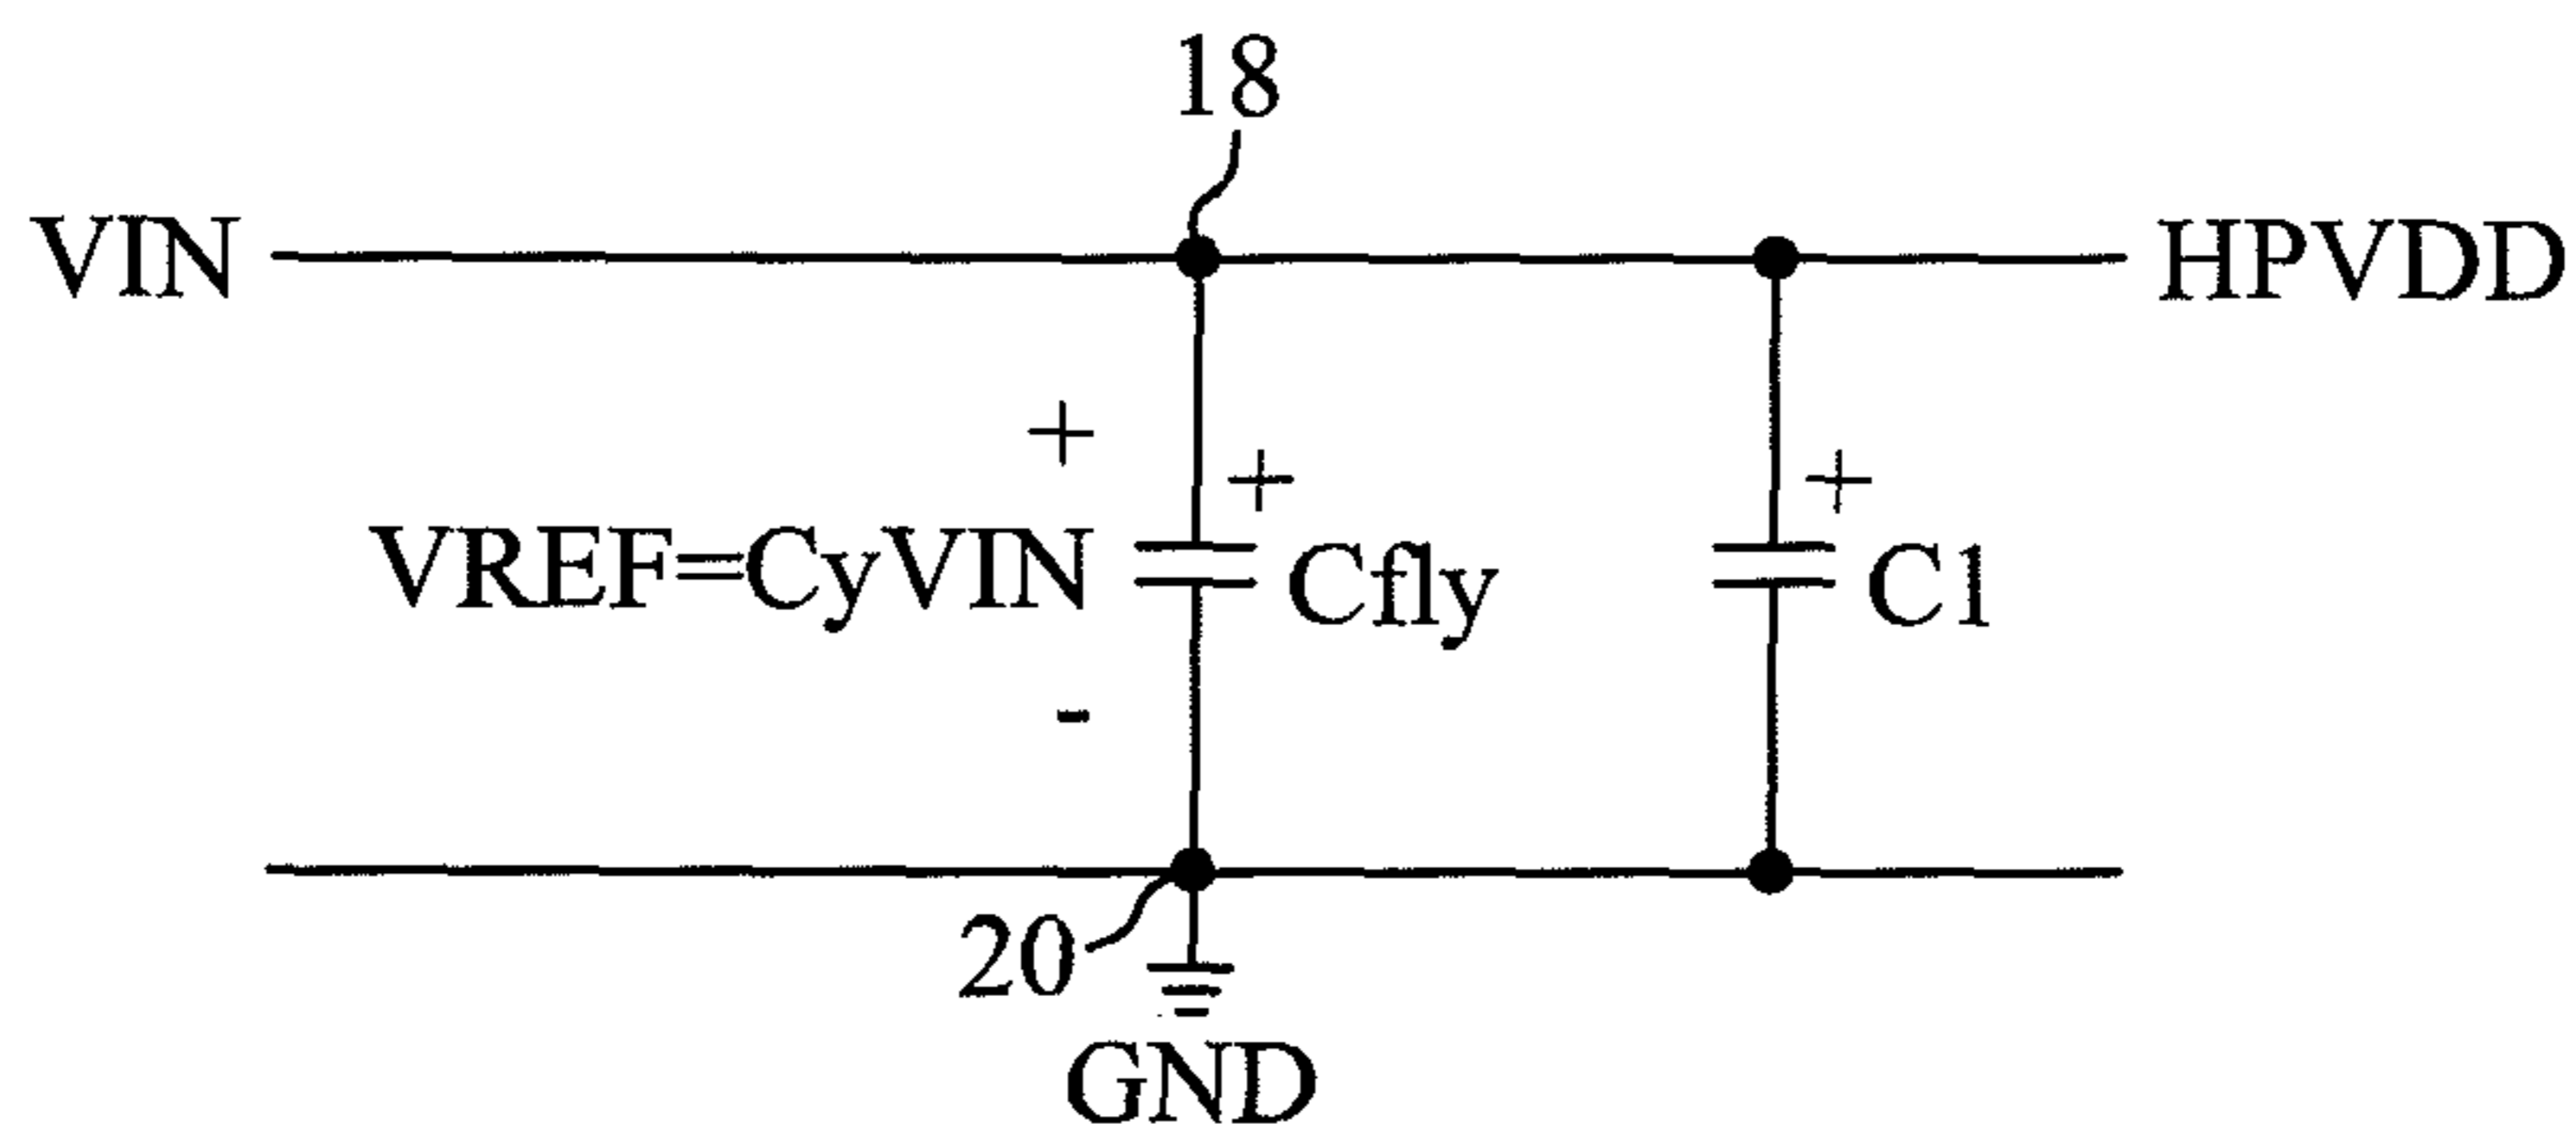 18
VIN
HPVDD
+
+
+
VREF=CyVIN
Cfly
C1
-
20
GND